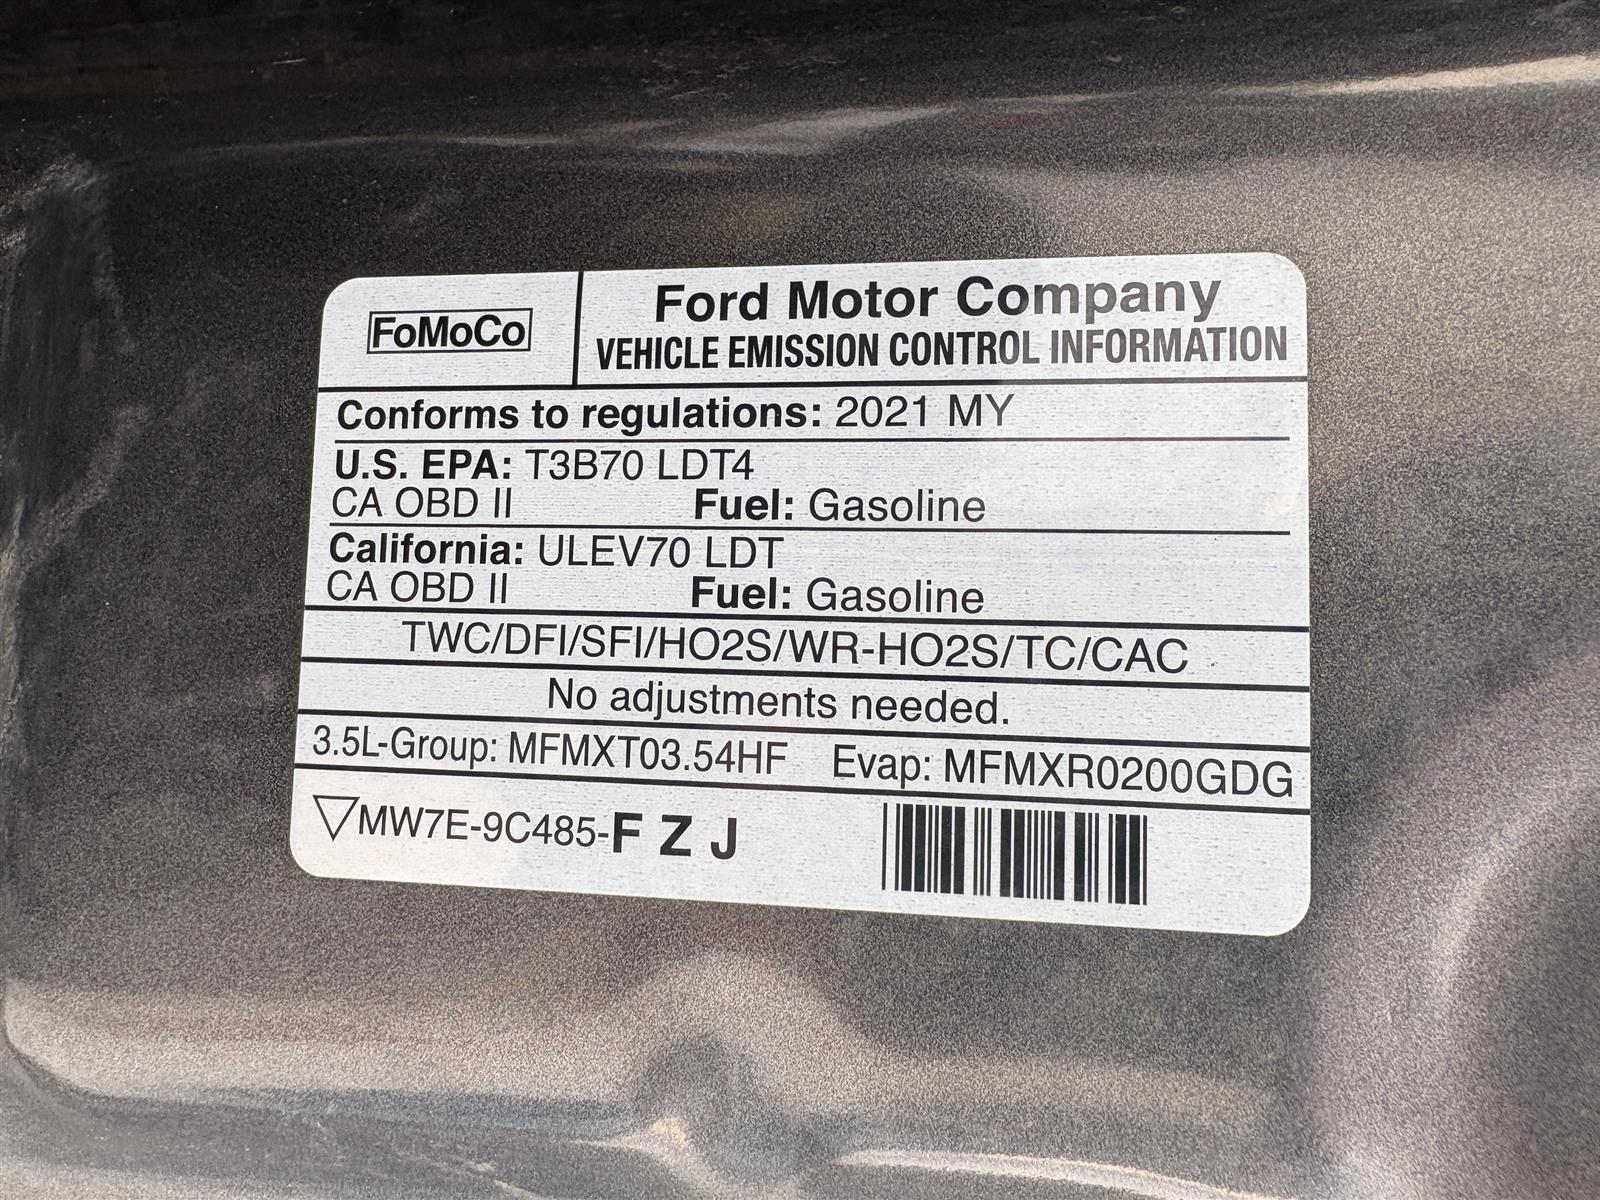 FoMoCo
Ford Motor Company
VEHICLE EMISSION CONTROL INFORMATION
Conforms to regulations: 2021 MY
U.S. EPA: T3B70 LDT4
CA OBD II Fuel: Gasoline
California: ULEV70 LDT
CA OBD II Fuel: Gasoline
TWC/DFI/SFI/HO2S/WR-HO2S/TC/CAC
No adjustments needed.
3.5L-Group: MFMXT03.54HF Evap: MFMXR0200GDG
MW7E-9C485-F Z J